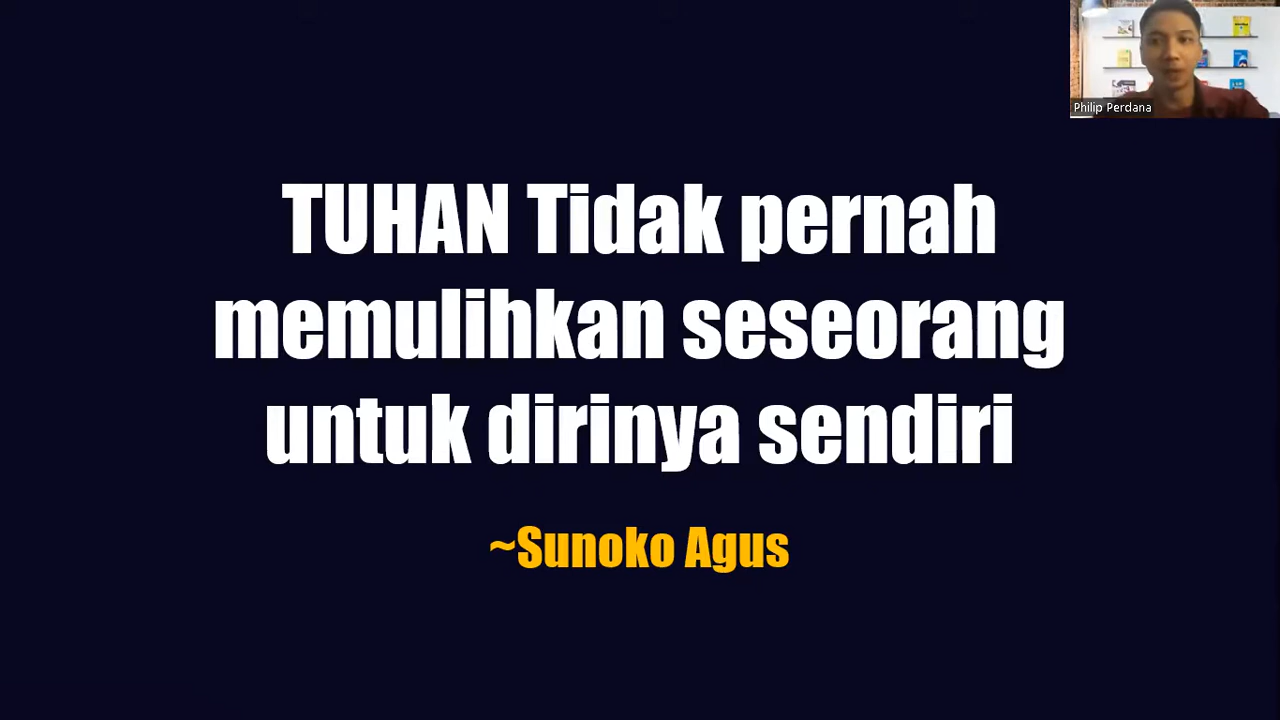 Philip Perdana
TUHAN Tidak pernah
memulihkan seseorang
untuk dirinya sendiri
~Sunoko Agus